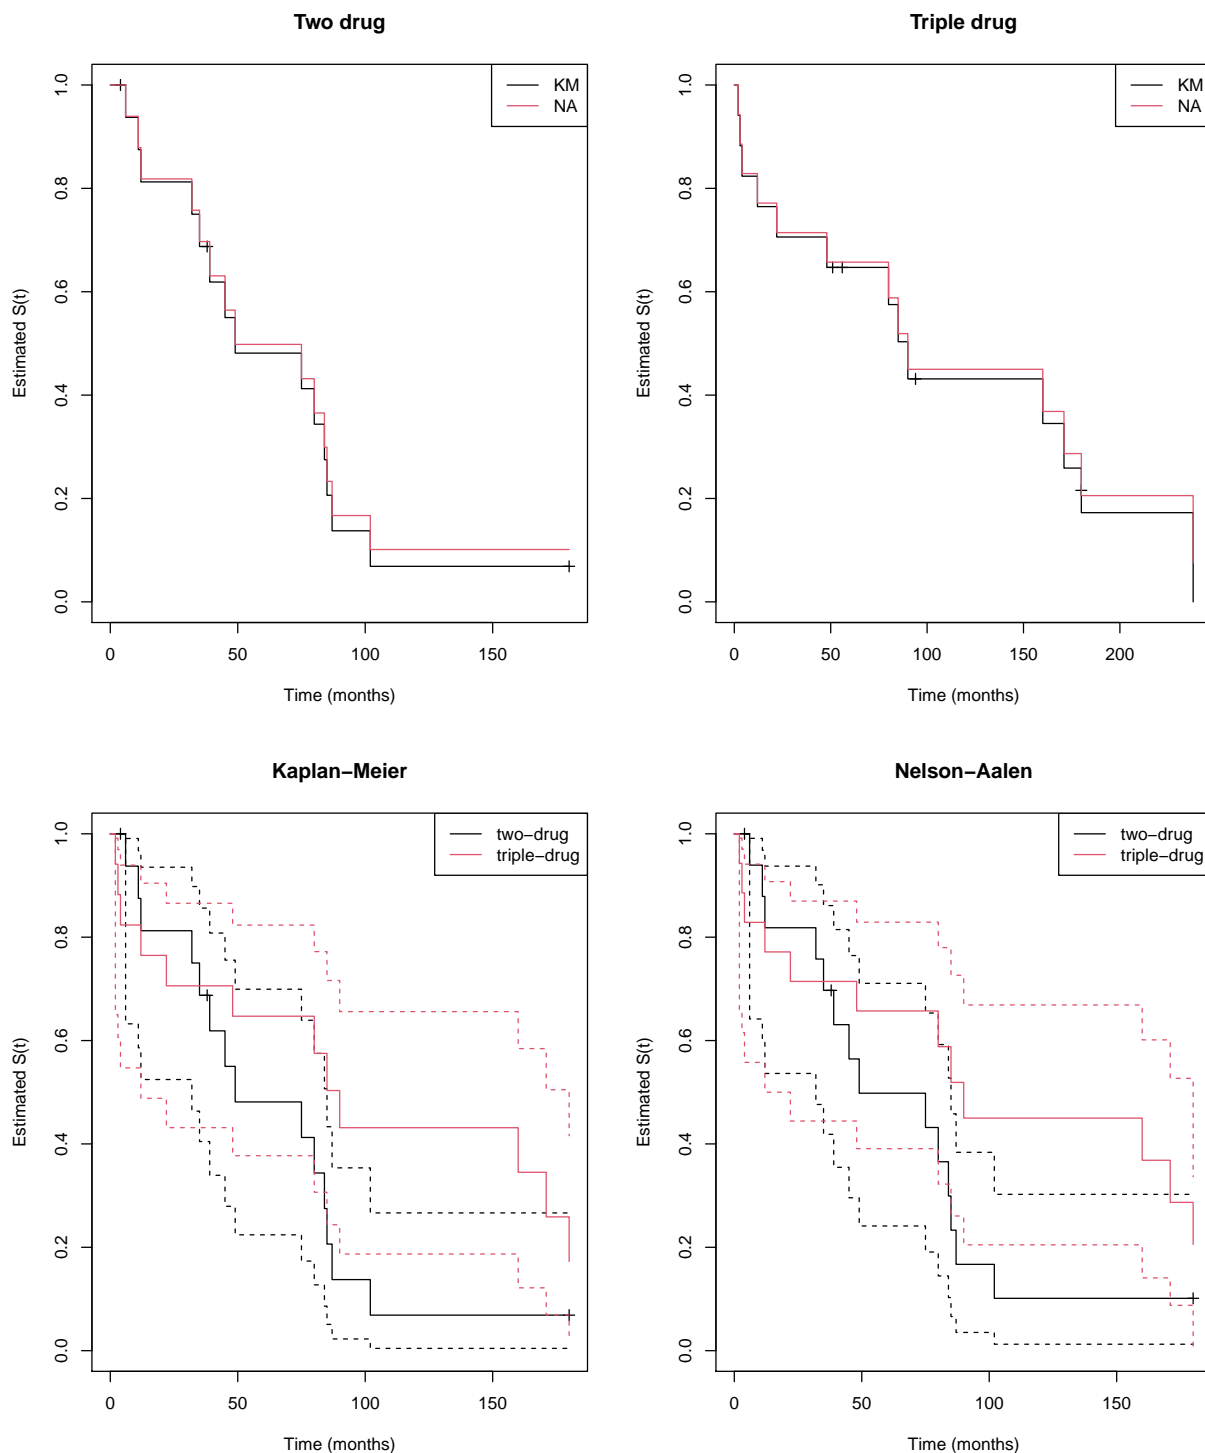 Two drug
KM
NA
Estimated S(t)
0.0 0.2 0.4 0.6 0.8 1.0
0 50 100 150
Time (months)
Triple drug
KM
NA
Estimated S(t)
0.0 0.2 0.4 0.6 0.8 1.0
0 50 100 150 200
Time (months)
Kaplan−Meier
two−drug
triple−drug
Estimated S(t)
0.0 0.2 0.4 0.6 0.8 1.0
0 50 100 150
Time (months)
Nelson−Aalen
two−drug
triple−drug
Estimated S(t)
0.0 0.2 0.4 0.6 0.8 1.0
0 50 100 150
Time (months)